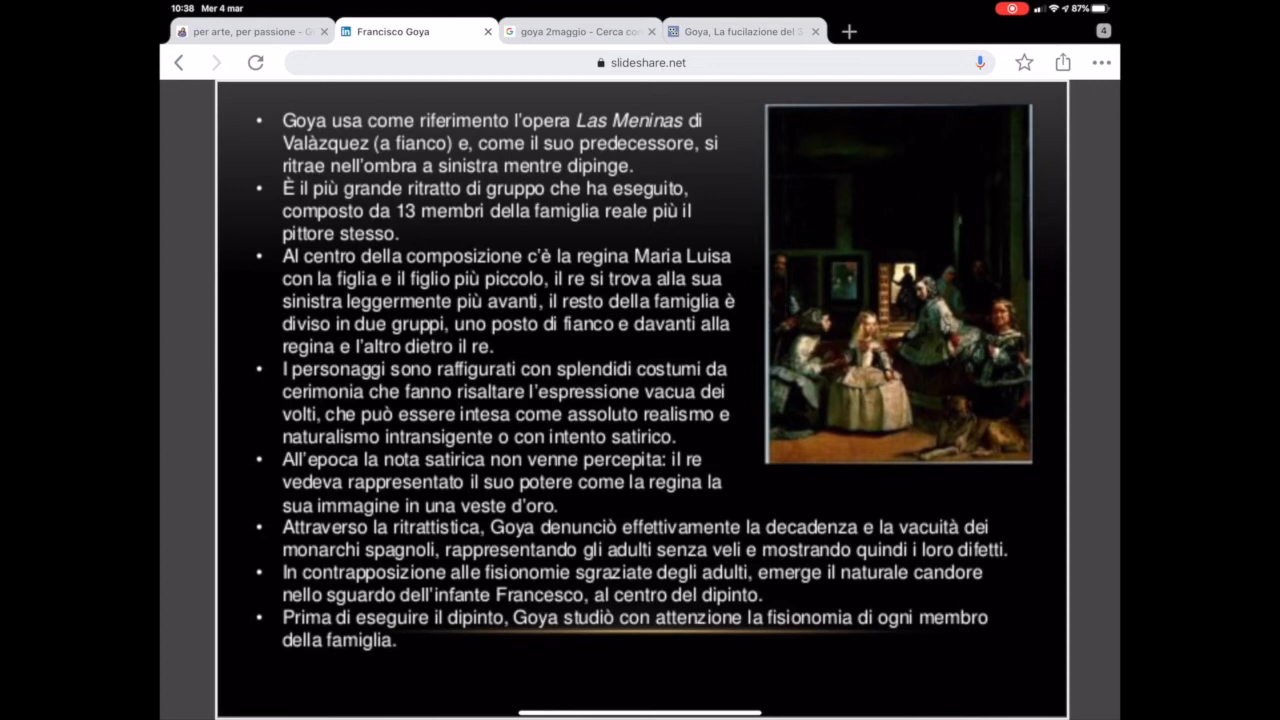 10:38 Mer 4 mar
87%
per arte, per passione - G
Francisco Goya
goya 2maggio - Cerca con
Goya, La fucilazione del 3
4
slideshare.net
• Goya usa come riferimento l'opera Las Meninas di
Valàzquez (a fianco) e, come il suo predecessore, si
ritrae nell'ombra a sinistra mentre dipinge.
• È il più grande ritratto di gruppo che ha eseguito,
composto da 13 membri della famiglia reale più il
pittore stesso.
• Al centro della composizione c'è la regina Maria Luisa
con la figlia e il figlio più piccolo, il re si trova alla sua
sinistra leggermente più avanti, il resto della famiglia è
diviso in due gruppi, uno posto di fianco e davanti alla
regina e l'altro dietro il re.
• I personaggi sono raffigurati con splendidi costumi da
cerimonia che fanno risaltare l'espressione vacua dei
volti, che può essere intesa come assoluto realismo e
naturalismo intransigente o con intento satirico.
• All'epoca la nota satirica non venne percepita: il re
vedeva rappresentato il suo potere come la regina la
sua immagine in una veste d'oro.
• Attraverso la ritrattistica, Goya denunciò effettivamente la decadenza e la vacuità dei
monarchi spagnoli, rappresentando gli adulti senza veli e mostrando quindi i loro difetti.
• In contrapposizione alle fisionomie sgraziate degli adulti, emerge il naturale candore
nello sguardo dell'infante Francesco, al centro del dipinto.
• Prima di eseguire il dipinto, Goya studiò con attenzione la fisionomia di ogni membro
della famiglia.